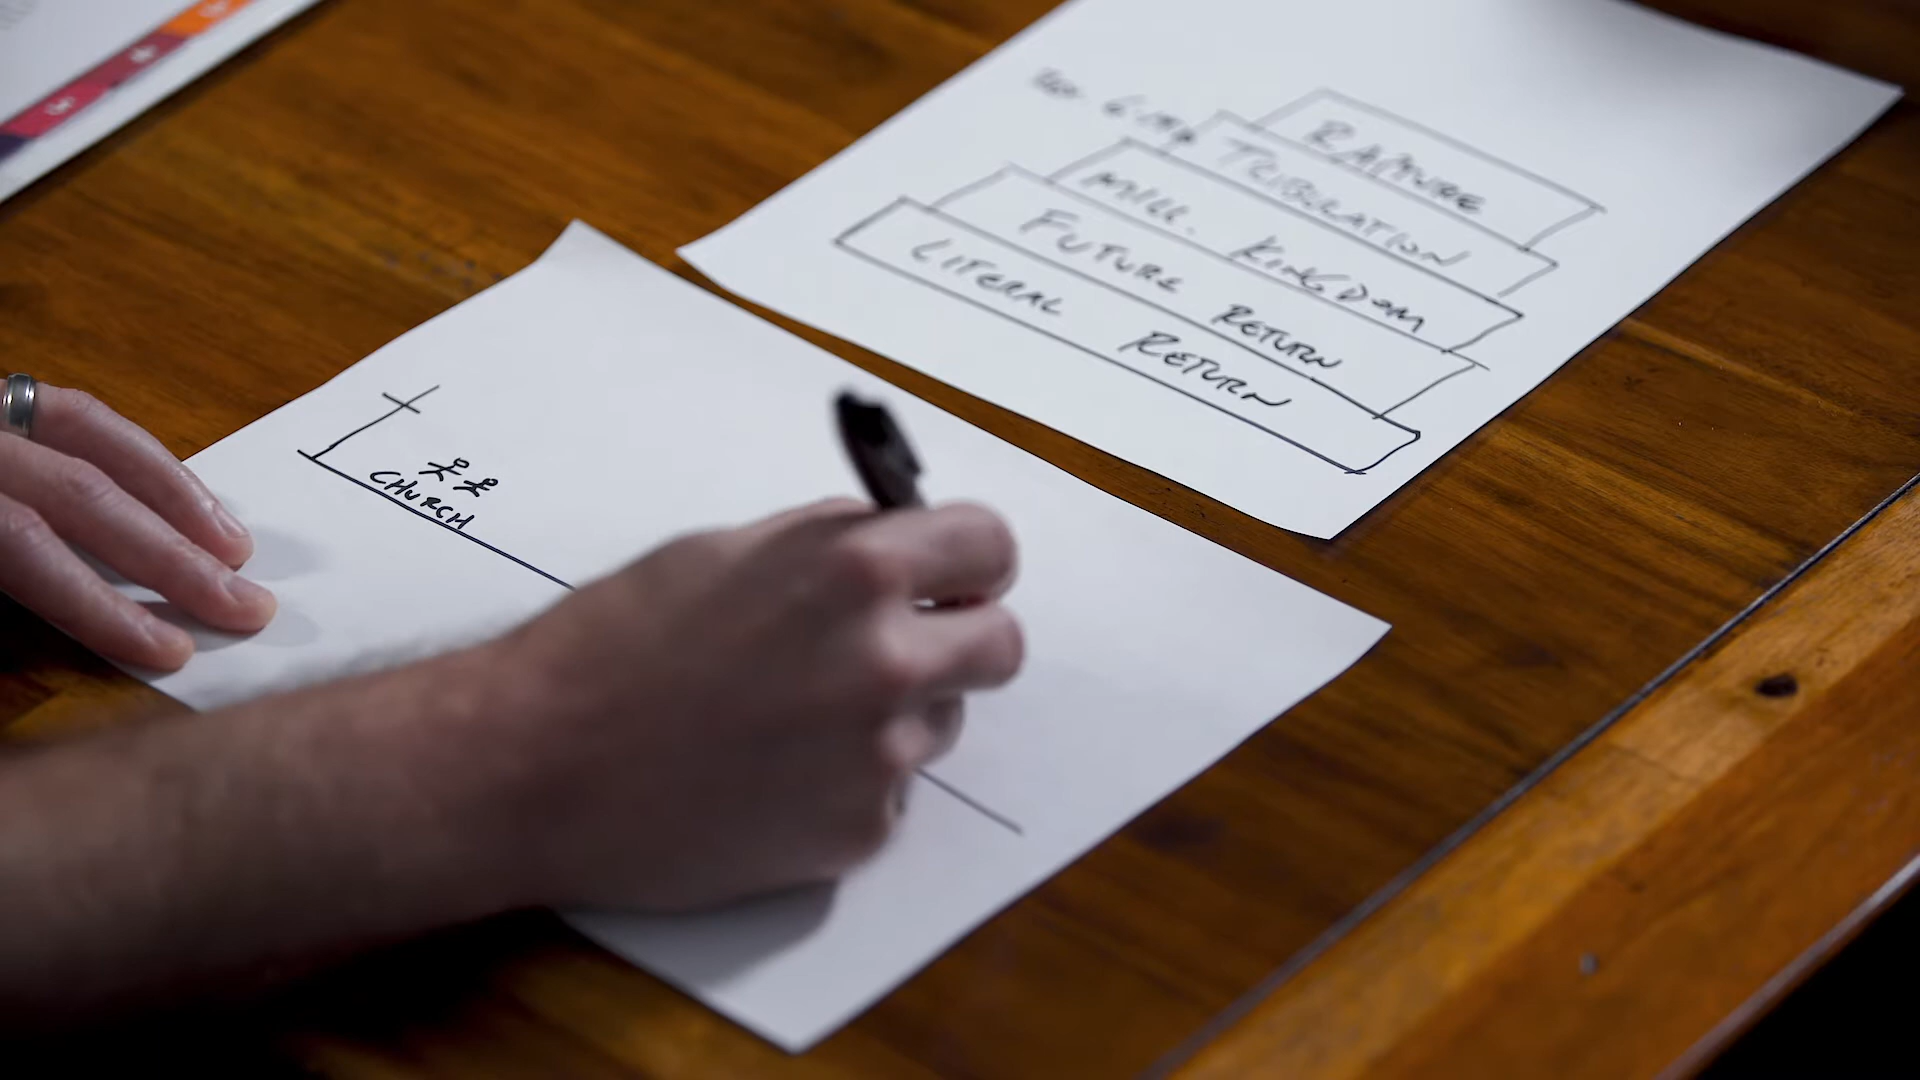 RAPTURE
TRIBULATION
MILL. KINGDOM
FUTURE RETURN
LITERAL RETURN
CHURCH